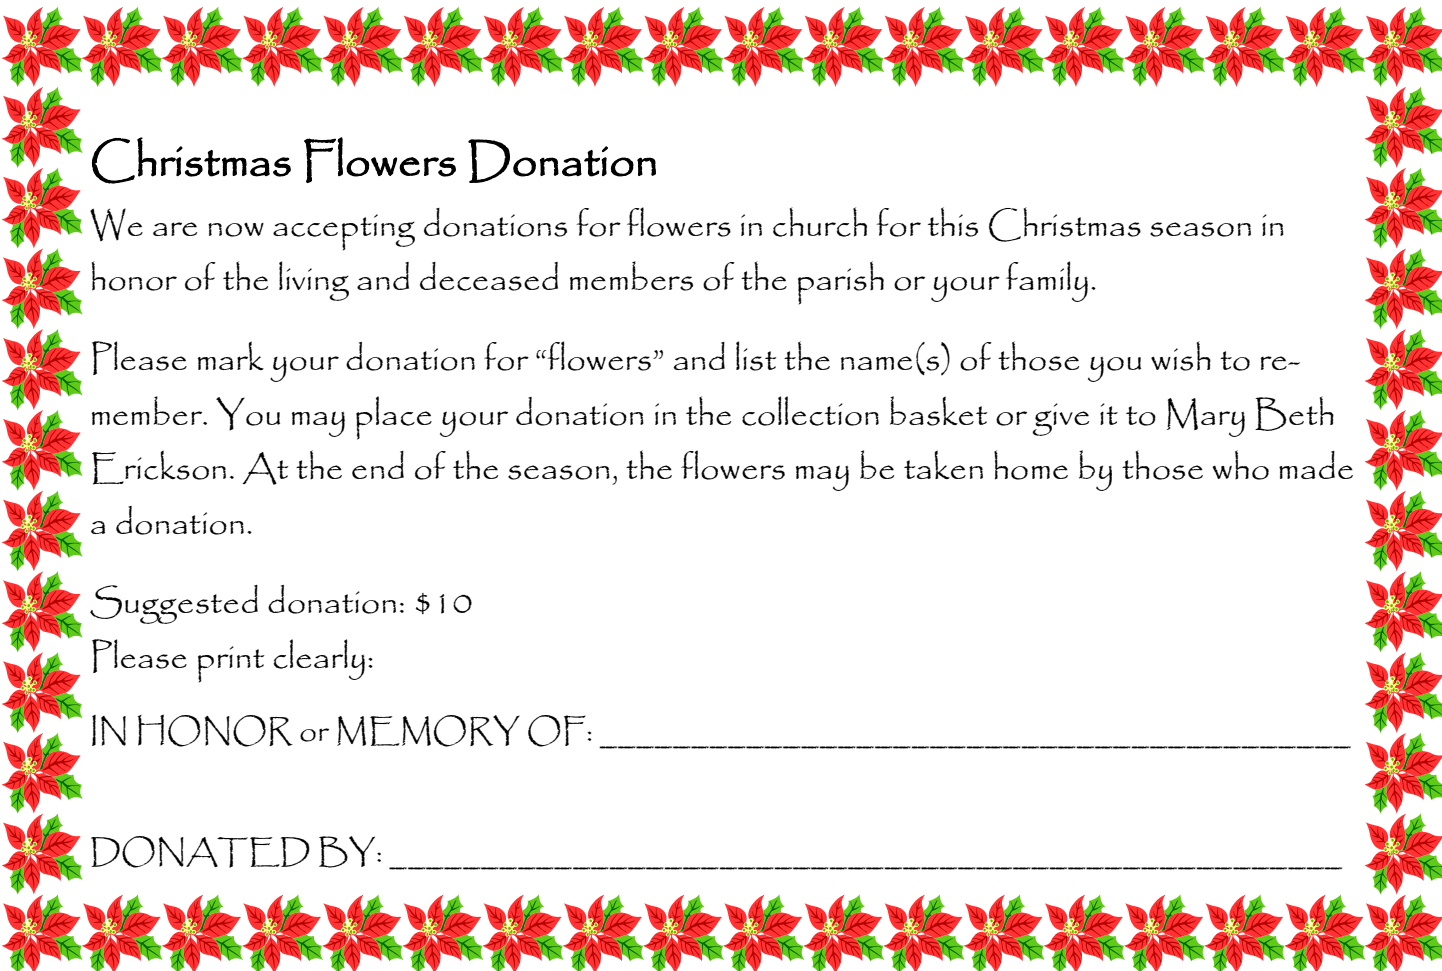 Christmas Flowers Donation
We are now accepting donations for flowers in church for this Christmas season in
honor of the living and deceased members of the parish or your family.
Please mark your donation for “flowers” and list the name(s) of those you wish to re-
member. You may place your donation in the collection basket or give it to Mary Beth
Erickson. At the end of the season, the flowers may be taken home by those who made
a donation.
Suggested donation: $10
Please print clearly:
IN HONOR or MEMORY OF: ________________________________________
DONATED BY: ___________________________________________________